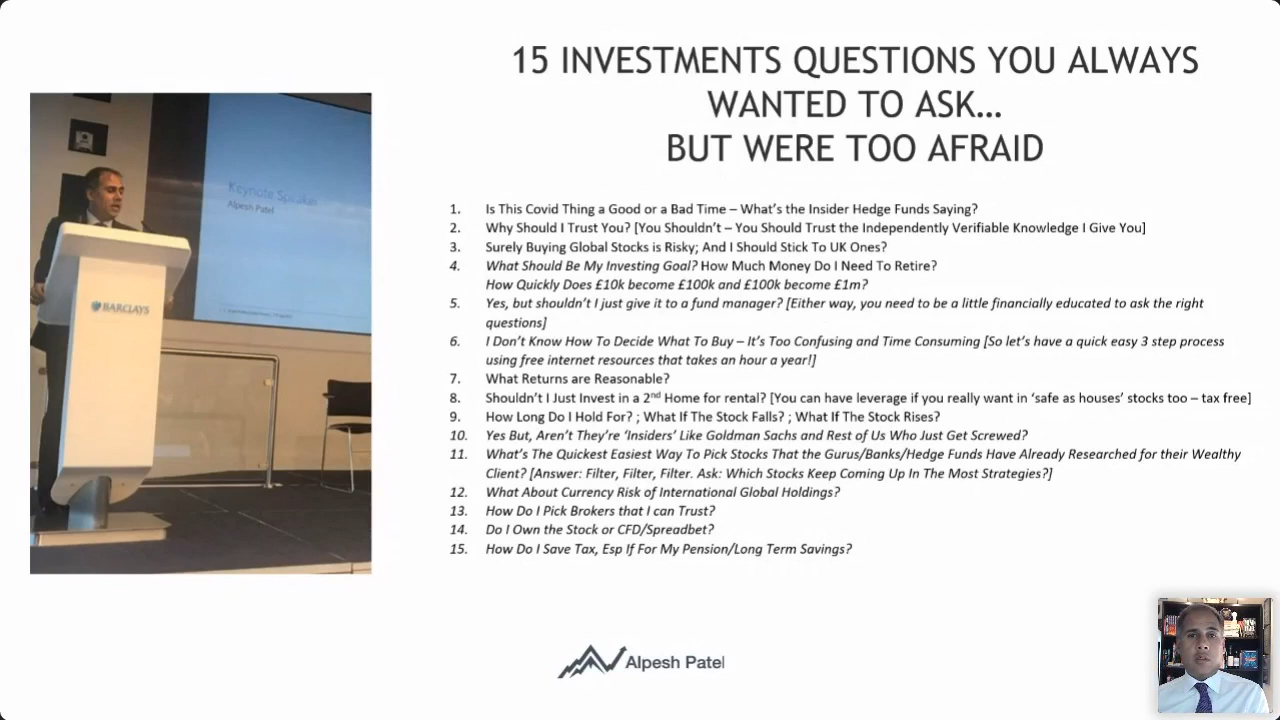 15 INVESTMENTS QUESTIONS YOU ALWAYS
WANTED TO ASK…
BUT WERE TOO AFRAID
Keynote Speaker
Alpesh Patel
BARCLAYS
1. Is This Covid Thing a Good or a Bad Time – What's the Insider Hedge Funds Saying?
2. Why Should I Trust You? [You Shouldn't – You Should Trust the Independently Verifiable Knowledge I Give You]
3. Surely Buying Global Stocks is Risky; And I Should Stick To UK Ones?
4. What Should Be My Investing Goal? How Much Money Do I Need To Retire?
How Quickly Does £10k become £100k and £100k become £1m?
5. Yes, but shouldn't I just give it to a fund manager? [Either way, you need to be a little financially educated to ask the right
questions]
6. I Don't Know How To Decide What To Buy – It's Too Confusing and Time Consuming [So let's have a quick easy 3 step process
using free internet resources that takes an hour a year!]
7. What Returns are Reasonable?
8. Shouldn't I Just Invest in a 2nd Home for rental? [You can have leverage if you really want in 'safe as houses' stocks too – tax free]
9. How Long Do I Hold For? ; What If The Stock Falls? ; What If The Stock Rises?
10. Yes But, Aren't They're 'Insiders' Like Goldman Sachs and Rest of Us Who Just Get Screwed?
11. What's The Quickest Easiest Way To Pick Stocks That the Gurus/Banks/Hedge Funds Have Already Researched for their Wealthy
Client? [Answer: Filter, Filter, Filter. Ask: Which Stocks Keep Coming Up In The Most Strategies?]
12. What About Currency Risk of International Global Holdings?
13. How Do I Pick Brokers that I can Trust?
14. Do I Own the Stock or CFD/Spreadbet?
15. How Do I Save Tax, Esp If For My Pension/Long Term Savings?
Alpesh Patel